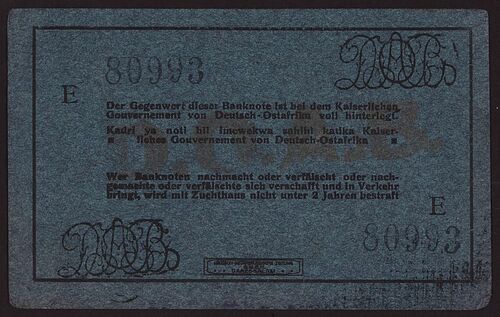 80993
E
Der Gegenwert dieser Banknote ist bei dem Kaiserlichen
Gouvernement von Deutsch-Ostafrika voll hinterlegt.
Kadri ya noti hii imewekwa sahihi katika Kaiser-
liches Gouvernement von Deutsch-Ostafrika
D.O.A.B.
Wer Banknoten nachmacht oder verfälscht oder nach-
gemachte oder verfälschte sich verschafft und in Verkehr
bringt, wird mit Zuchthaus nicht unter 2 Jahren bestraft
E
80993